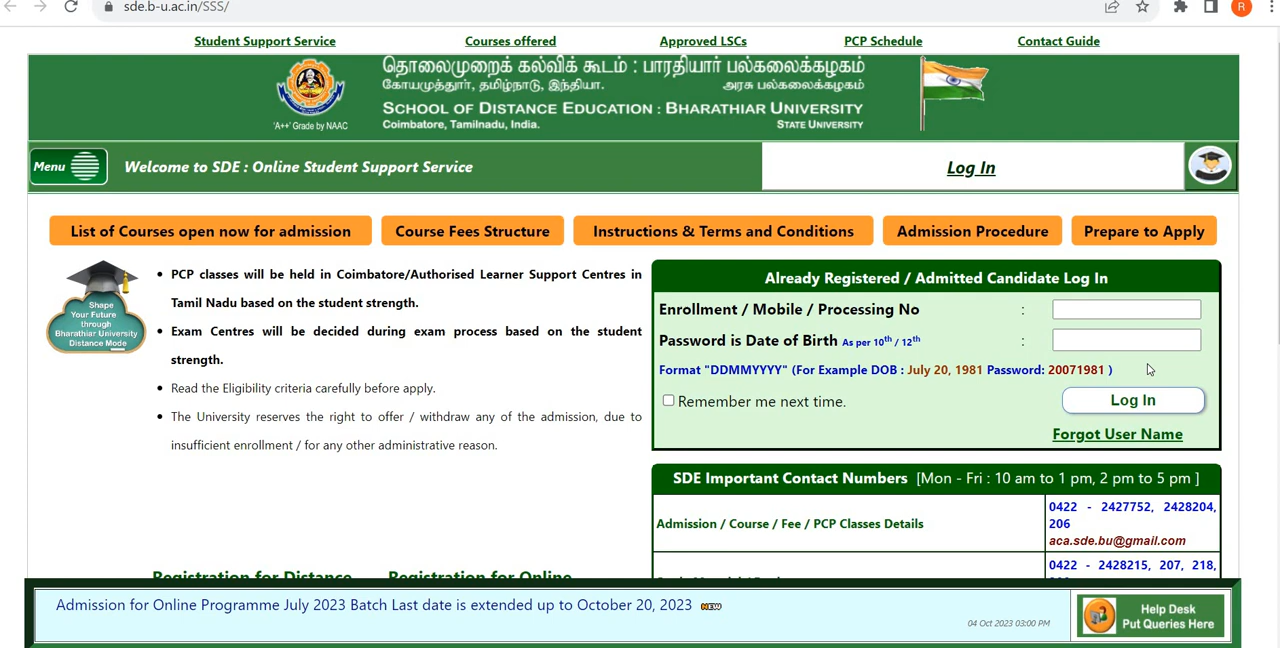 sde.b-u.ac.in/SSS/
R
Student Support Service
Courses offered
Approved LSCs
PCP Schedule
Contact Guide
தொலைமுறைக் கல்விக் கூடம் : பாரதியார் பல்கலைக்கழகம்
கோயமுத்தூர், தமிழ்நாடு, இந்தியா.
அரசு பல்கலைக்கழகம்
SCHOOL OF DISTANCE EDUCATION : BHARATHIAR UNIVERSITY
'A++' Grade by NAAC
Coimbatore, Tamilnadu, India.
STATE UNIVERSITY
Menu
Welcome to SDE : Online Student Support Service
Log In
List of Courses open now for admission
Course Fees Structure
Instructions & Terms and Conditions
Admission Procedure
Prepare to Apply
Shape
Your Future
through
Bharathiar University
Distance Mode
• PCP classes will be held in Coimbatore/Authorised Learner Support Centres in
Tamil Nadu based on the student strength.
• Exam Centres will be decided during exam process based on the student
strength.
• Read the Eligibility criteria carefully before apply.
• The University reserves the right to offer / withdraw any of the admission, due to
insufficient enrollment / for any other administrative reason.
Already Registered / Admitted Candidate Log In
Enrollment / Mobile / Processing No :
Password is Date of Birth As per 10th / 12th :
Format "DDMMYYYY" (For Example DOB : July 20, 1981 Password: 20071981 )
Remember me next time.
Log In
Forgot User Name
SDE Important Contact Numbers [Mon - Fri : 10 am to 1 pm, 2 pm to 5 pm ]
Admission / Course / Fee / PCP Classes Details
0422 - 2427752, 2428204,
206
aca.sde.bu@gmail.com
0422 - 2428215, 207, 218,
Registration for Distance
Registration for Online
Admission for Online Programme July 2023 Batch Last date is extended up to October 20, 2023 NEW
04 Oct 2023 03:00 PM
Help Desk
Put Queries Here